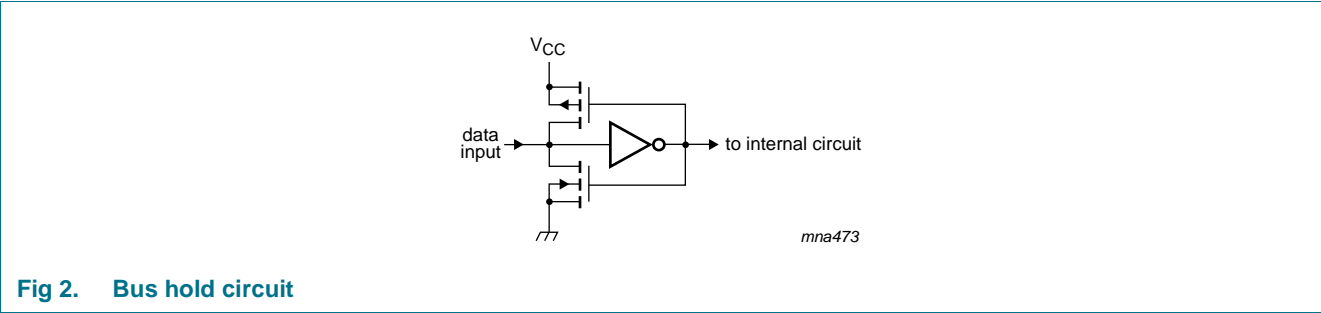 VCC
data
input
to internal circuit
mna473
Fig 2. Bus hold circuit